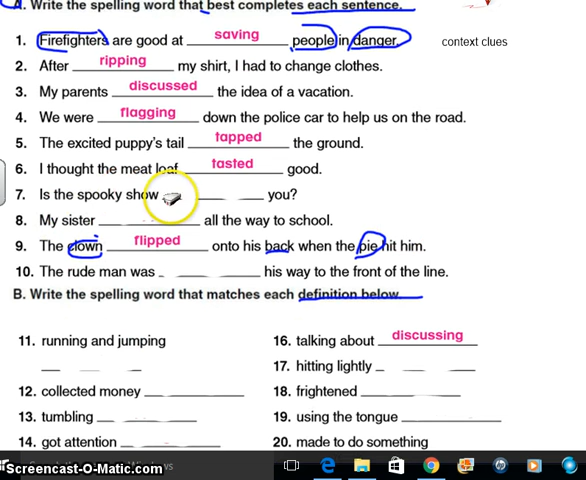 A. Write the spelling word that best completes each sentence.
1. Firefighters are good at saving people in danger. context clues
2. After ripping my shirt, I had to change clothes.
3. My parents discussed the idea of a vacation.
4. We were flagging down the police car to help us on the road.
5. The excited puppy's tail tapped the ground.
6. I thought the meat loaf tasted good.
7. Is the spooky show ____ you?
8. My sister ____ all the way to school.
9. The clown flipped onto his back when the pie hit him.
10. The rude man was ____ his way to the front of the line.
B. Write the spelling word that matches each definition below.
11. running and jumping
12. collected money
13. tumbling
14. got attention
16. talking about discussing
17. hitting lightly
18. frightened
19. using the tongue
20. made to do something
Screencast-O-Matic.com